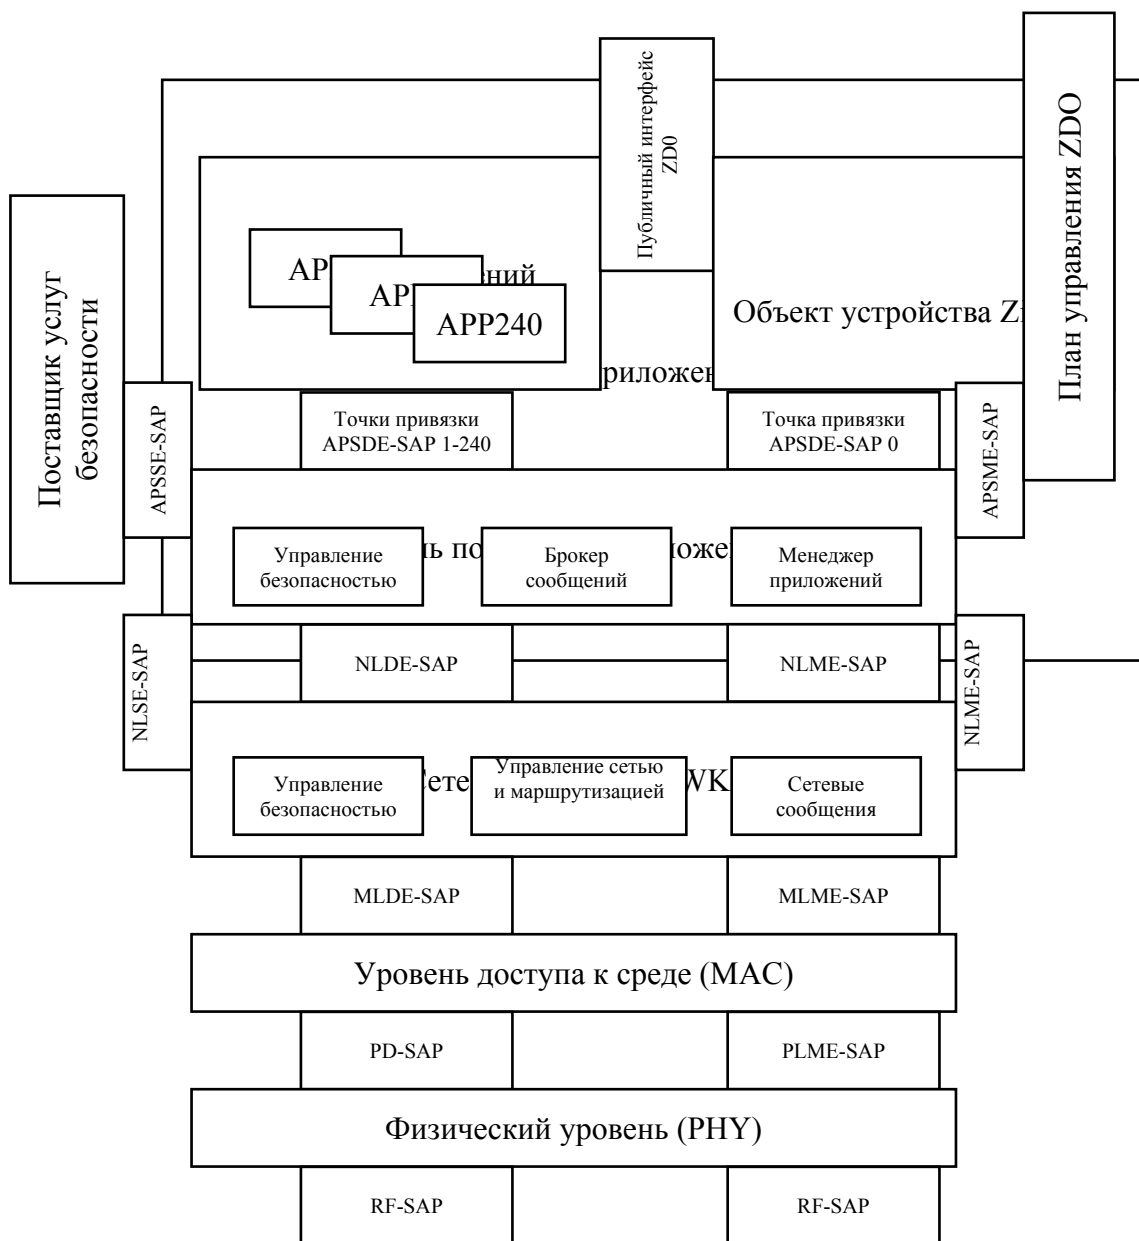 Публичный интерфейс
ZD0
План управления ZDO
Поставщик услуг
безопасности
APP240
Объект устройства
Точки привязки
APSDE-SAP 1-240
Точка привязки
APSDE-SAP 0
APSSE-SAP
APSME-SAP
Управление
безопасностью
Брокер
сообщений
Менеджер
приложений
NLSE-SAP
NLDE-SAP
NLME-SAP
NLME-SAP
Управление
безопасностью
Управление сетью
и маршрутизацией
Сетевые
сообщения
MLDE-SAP
MLME-SAP
Уровень доступа к среде (MAC)
PD-SAP
PLME-SAP
Физический уровень (PHY)
RF-SAP
RF-SAP